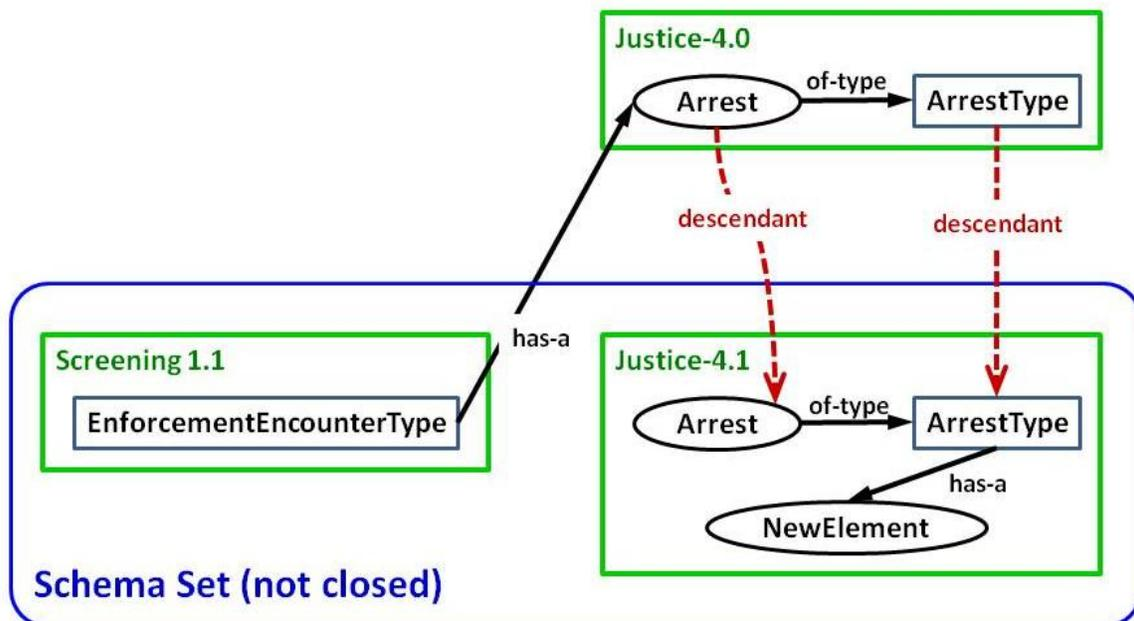 Justice-4.0
Arrest
of-type
ArrestType
descendant
descendant
has-a
Screening 1.1
EnforcementEncounterType
Justice-4.1
Arrest
of-type
ArrestType
has-a
NewElement
Schema Set (not closed)